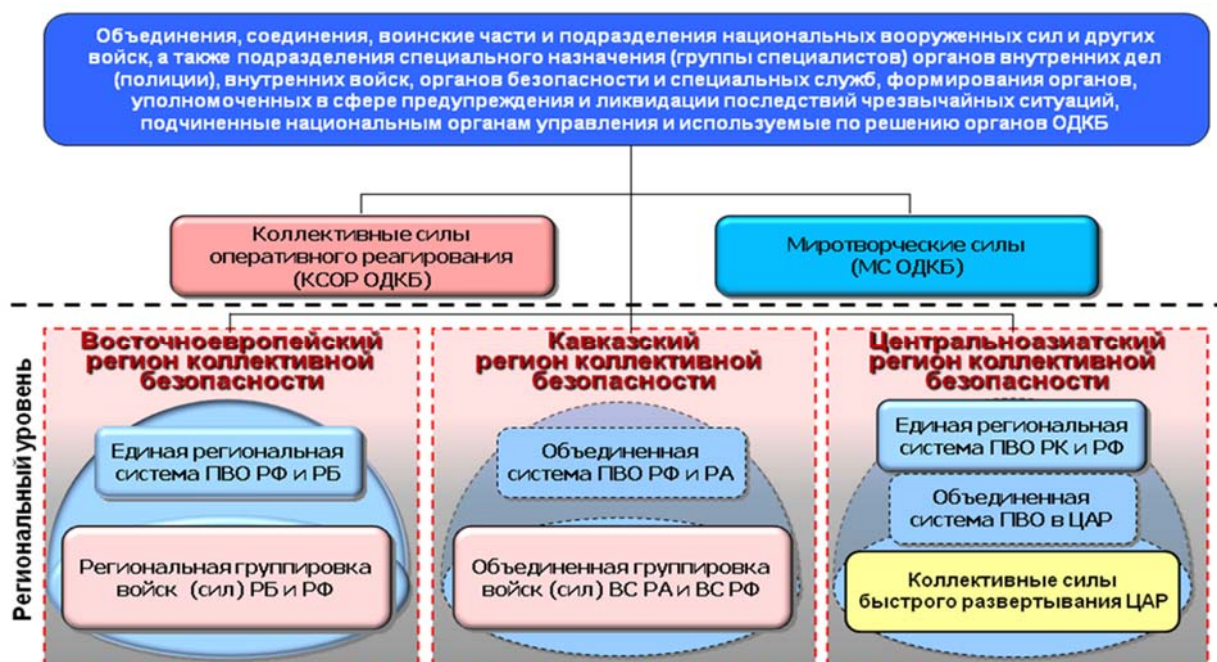 Объединения, соединения, воинские части и подразделения национальных вооруженных сил и других
войск, а также подразделения специального назначения (группы специалистов) органов внутренних дел
(полиции), внутренних войск, органов безопасности и специальных служб, формирования органов,
уполномоченных в сфере предупреждения и ликвидации последствий чрезвычайных ситуаций,
подчиненные национальным органам управления и используемые по решению органов ОДКБ
Коллективные силы
оперативного реагирования
(КСОР ОДКБ)
Миротворческие силы
(МС ОДКБ)
Региональный уровень
Восточноевропейский
регион коллективной
безопасности
Единая региональная
система ПВО РФ и РБ
Региональная группировка
войск (сил) РБ и РФ
Кавказский
регион коллективной
безопасности
Объединенная
система ПВО РФ и РА
Объединенная группировка
войск (сил) ВС РА и ВС РФ
Центральноазиатский
регион коллективной
безопасности
Единая региональная
система ПВО РК и РФ
Объединенная
система ПВО в ЦАР
Коллективные силы
быстрого развертывания ЦАР